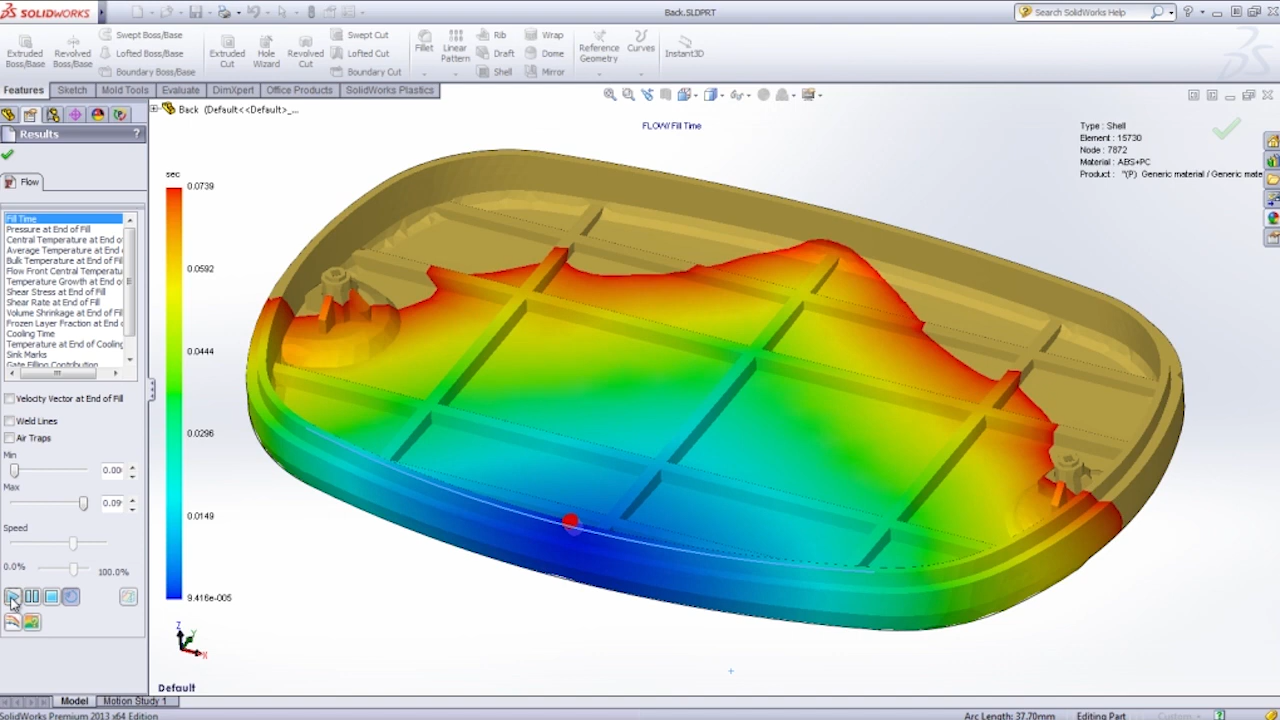 SOLIDWORKS
Back.SLDPRT
Search SolidWorks Help
Extruded Boss/Base
Revolved Boss/Base
Swept Boss/Base
Lofted Boss/Base
Boundary Boss/Base
Extruded Cut
Hole Wizard
Revolved Cut
Swept Cut
Lofted Cut
Boundary Cut
Fillet
Linear Pattern
Rib
Draft
Shell
Wrap
Dome
Mirror
Reference Geometry
Curves
Instant3D
Features
Sketch
Mold Tools
Evaluate
DimXpert
Office Products
SolidWorks Plastics
Back (Default<<Default>_...
FLOW/ Fill Time
Type : Shell
Element : 15730
Node : 7872
Material : ABS+PC
Product : "(P) Generic material / Generic mate
Results ?
Flow
Fill Time
Pressure at End of Fill
Central Temperature at End of
Average Temperature at End
Bulk Temperature at End of Fil
Flow Front Central Temperatu
Temperature Growth at End o
Shear Stress at End of Fill
Shear Rate at End of Fill
Volume Shrinkage at End of Fil
Frozen Layer Fraction at End o
Cooling Time
Temperature at End of Cooling
Sink Marks
Gate Filling Contribution
Velocity Vector at End of Fill
Weld Lines
Air Traps
Min
0.00
Max
0.09
Speed
0.0%
100.0%
sec
0.0739
0.0592
0.0444
0.0296
0.0149
9.416e-005
Z
Y
X
Default
Model
Motion Study 1
SolidWorks Premium 2013 x64 Edition
Arc Length: 37.70mm
Editing Part
Custom